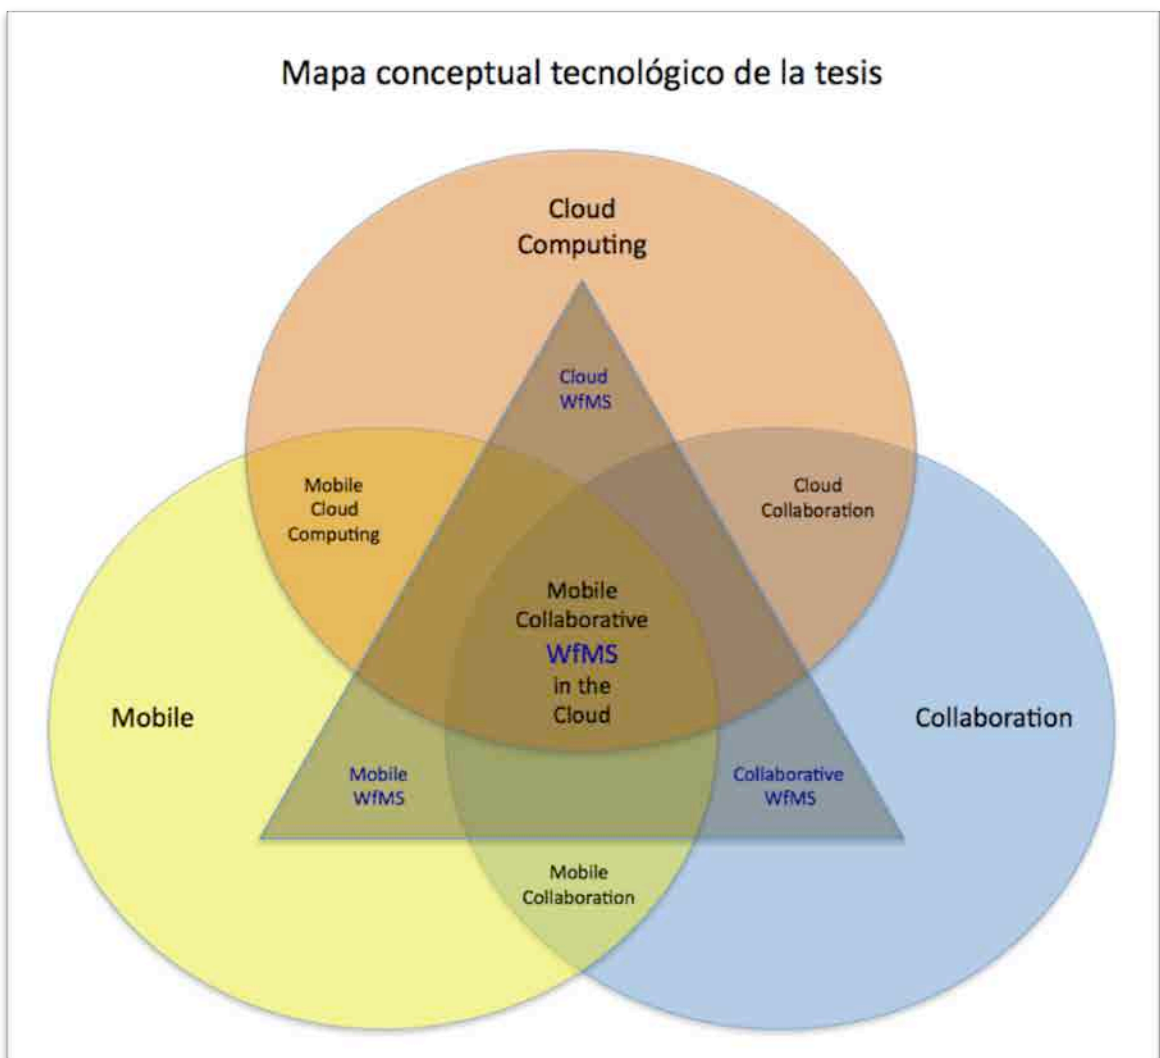 Mapa conceptual tecnológico de la tesis
Cloud
Computing
Cloud
WfMS
Mobile
Cloud
Computing
Cloud
Collaboration
Mobile
Collaborative
WfMS
in the
Cloud
Mobile
Collaboration
Mobile
WfMS
Collaborative
WfMS
Mobile
Collaboration